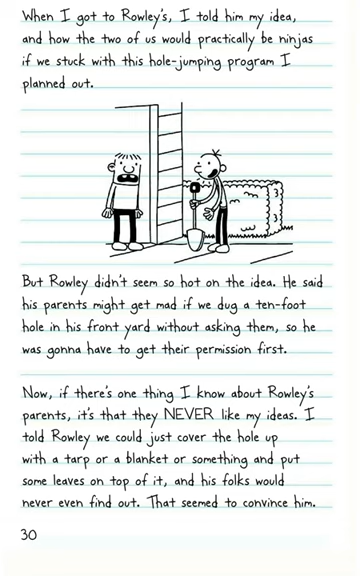 When I got to Rowley's, I told him my idea,
and how the two of us would practically be ninjas
if we stuck with this hole-jumping program I
planned out.
But Rowley didn't seem so hot on the idea. He said
his parents might get mad if we dug a ten-foot
hole in his front yard without asking them, so he
was gonna have to get their permission first.
Now, if there's one thing I know about Rowley's
parents, it's that they NEVER like my ideas. I
told Rowley we could just cover the hole up
with a tarp or a blanket or something and put
some leaves on top of it, and his folks would
never even find out. That seemed to convince him.
30